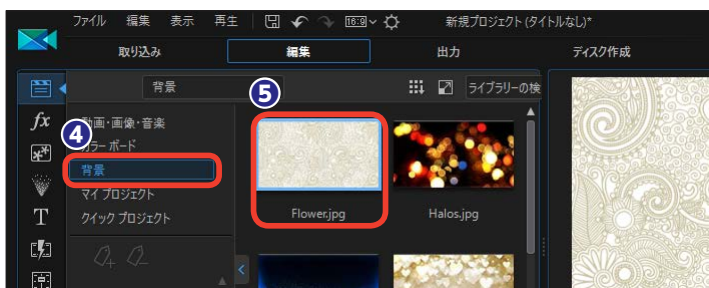 ファイル 編集 表示 再生 16:9 新規プロジェクト (タイトルなし)*
取り込み 編集 出力 ディスク作成
背景 ⑤ ライブラリーの検
fx ④ 動画・画像・音楽
カラー ボード
背景
マイ プロジェクト
T クイック プロジェクト
Flower.jpg Halos.jpg